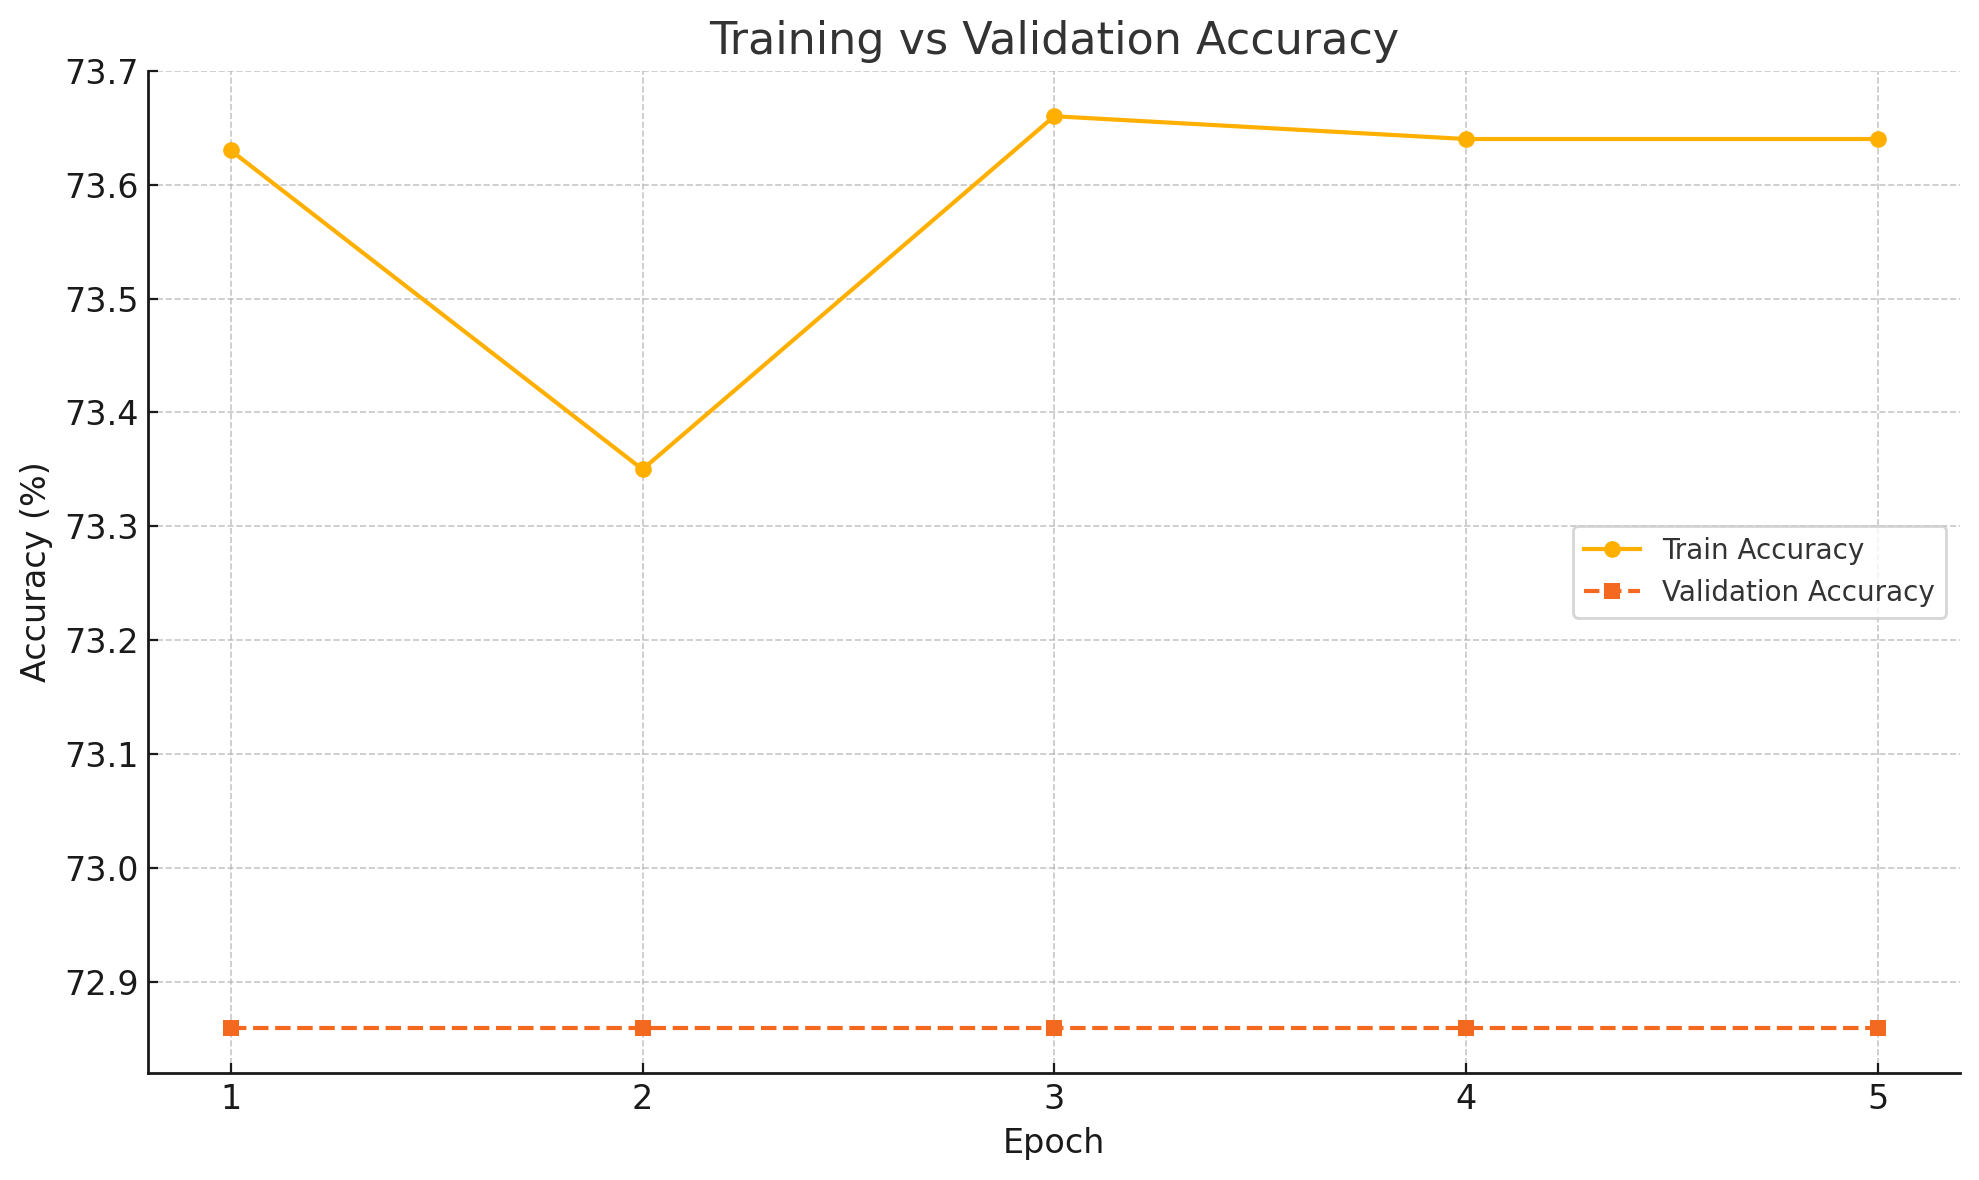 Training vs Validation Accuracy
73.7
73.6
73.5
73.4
73.3
73.2
73.1
73.0
72.9
Accuracy (%)
Train Accuracy
Validation Accuracy
1 2 3 4 5
Epoch